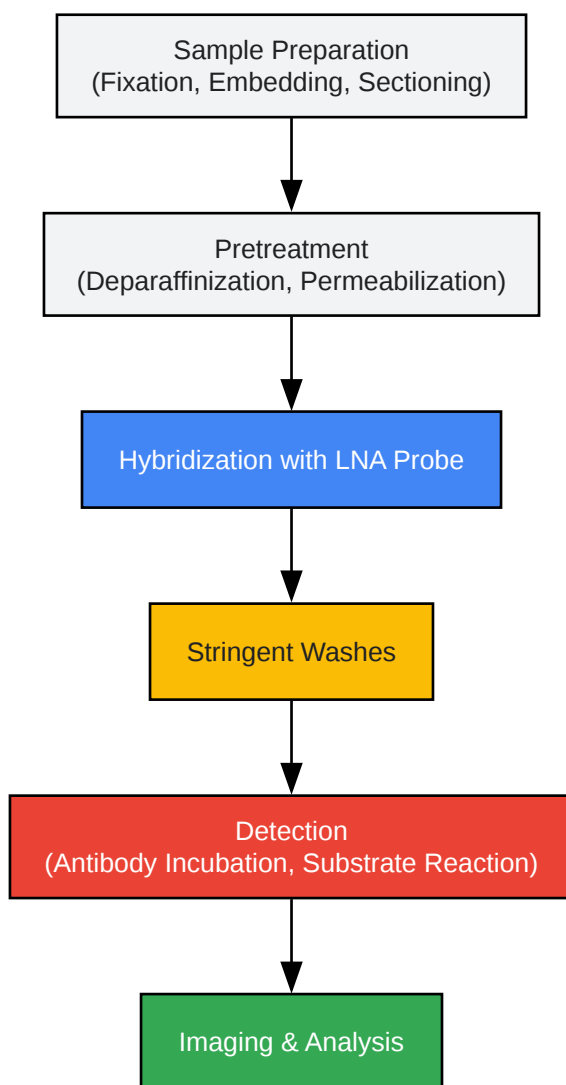 Sample Preparation
(Fixation, Embedding, Sectioning)
Pretreatment
(Deparaffinization, Permeabilization)
Hybridization with LNA Probe
Stringent Washes
Detection
(Antibody Incubation, Substrate Reaction)
Imaging & Analysis